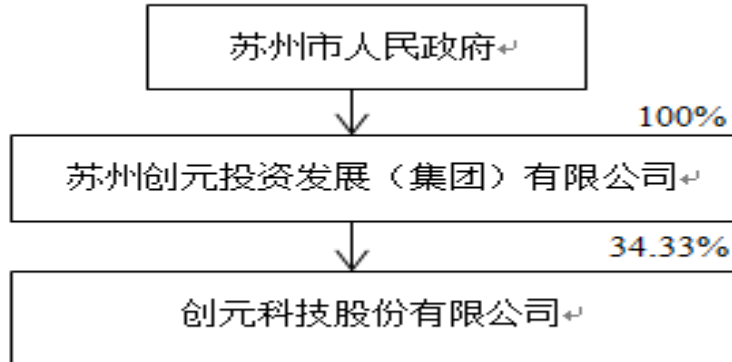 苏州市人民政府
100%
苏州创元投资发展（集团）有限公司
34.33%
创元科技股份有限公司